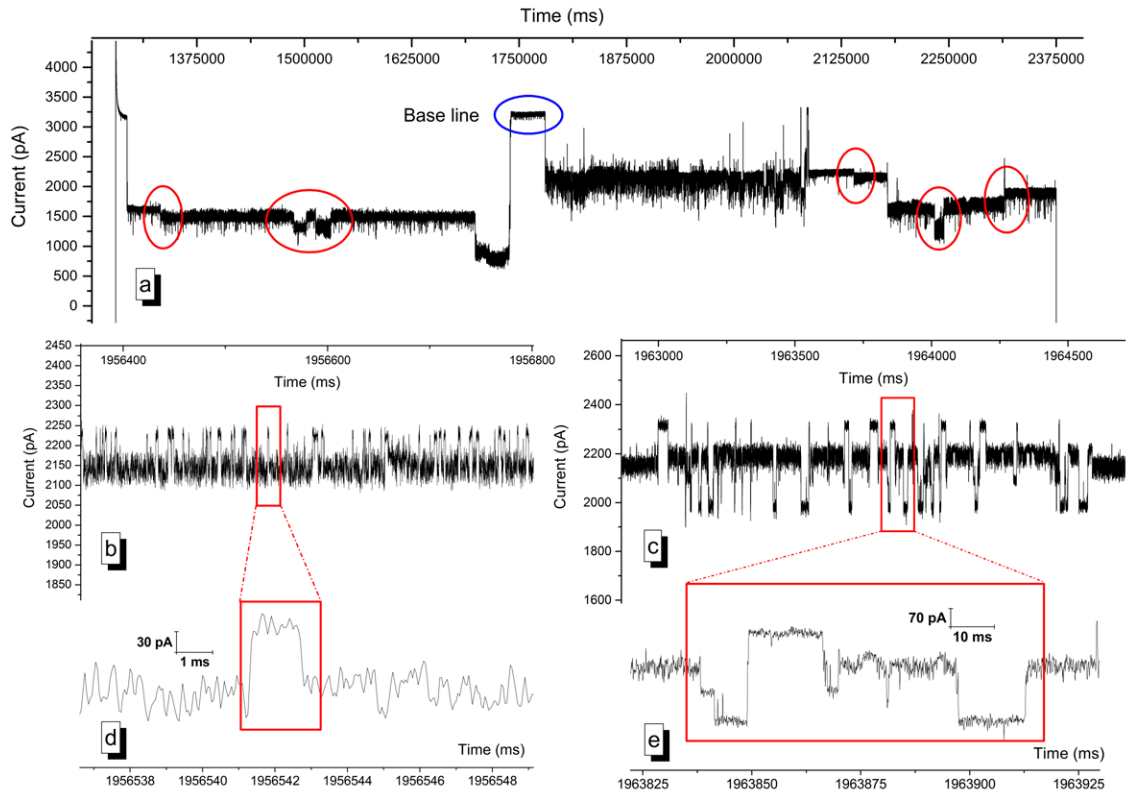 Time (ms)
1375000 1500000 1625000 1750000 1875000 2000000 2125000 2250000 2375000
4000
3500
3000
2500
2000
1500
1000
500
0
Current (pA)
Base line
a
1956400 1956600 1956800
Time (ms)
2450
2400
2350
2300
2250
2200
2150
2100
2050
2000
1950
1900
1850
Current (pA)
b
1963000 1963500 1964000 1964500
Time (ms)
2600
2400
2200
2000
1800
1600
Current (pA)
c
30 pA
1 ms
d
Time (ms)
1956538 1956540 1956542 1956544 1956546 1956548
70 pA
10 ms
e
Time (ms)
1963825 1963850 1963875 1963900 1963925